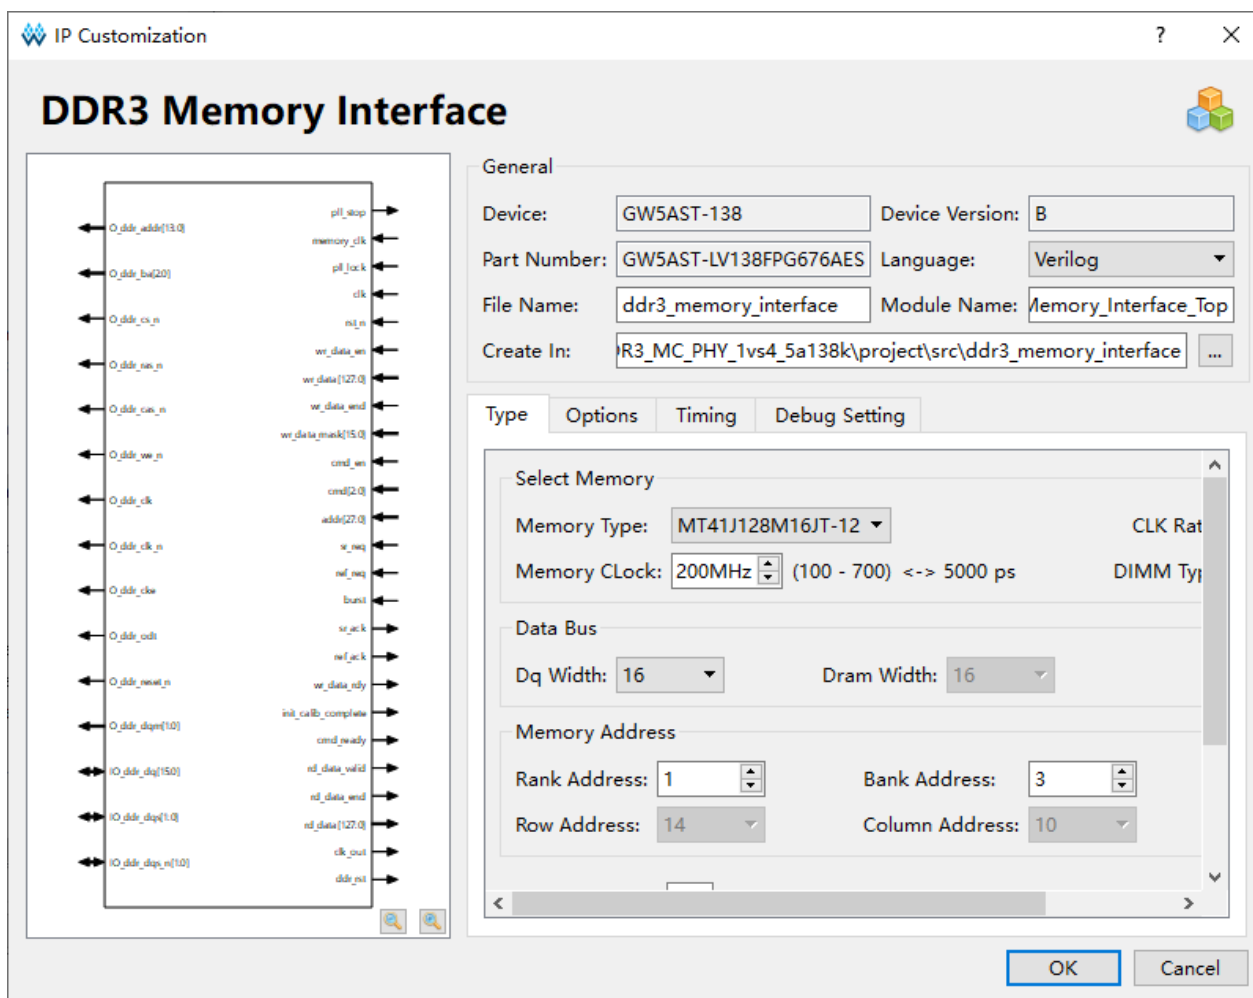 IP Customization
?
DDR3 Memory Interface
O_ddr_addr[13:0]
O_ddr_ba[2:0]
O_ddr_cs_n
O_ddr_ras_n
O_ddr_cas_n
O_ddr_we_n
O_ddr_clk
O_ddr_clk_n
O_ddr_cke
O_ddr_odt
O_ddr_reset_n
O_ddr_dqm[1:0]
IO_ddr_dq[15:0]
IO_ddr_dqs[1:0]
IO_ddr_dqs_n[1:0]
pll_stop
memory_clk
pll_lock
clk
rst_n
wr_data_en
wr_data[127:0]
wr_data_end
wr_data_mask[15:0]
cmd_en
cmd[2:0]
addr[27:0]
sr_req
ref_req
burst
sr_ack
ref_ack
wr_data_rdy
init_calib_complete
cmd_ready
rd_data_valid
rd_data_end
rd_data[127:0]
clk_out
ddr_rst
General
Device: GW5AST-138 Device Version: B
Part Number: GW5AST-LV138FPG676AES Language: Verilog
File Name: ddr3_memory_interface Module Name: Memory_Interface_Top
Create In: R3_MC_PHY_1vs4_5a138k\project\src\ddr3_memory_interface ...
Type Options Timing Debug Setting
Select Memory
Memory Type: MT41J128M16JT-12 CLK Rat
Memory CLock: 200MHz (100 - 700) <-> 5000 ps DIMM Typ
Data Bus
Dq Width: 16 Dram Width: 16
Memory Address
Rank Address: 1 Bank Address: 3
Row Address: 14 Column Address: 10
OK Cancel